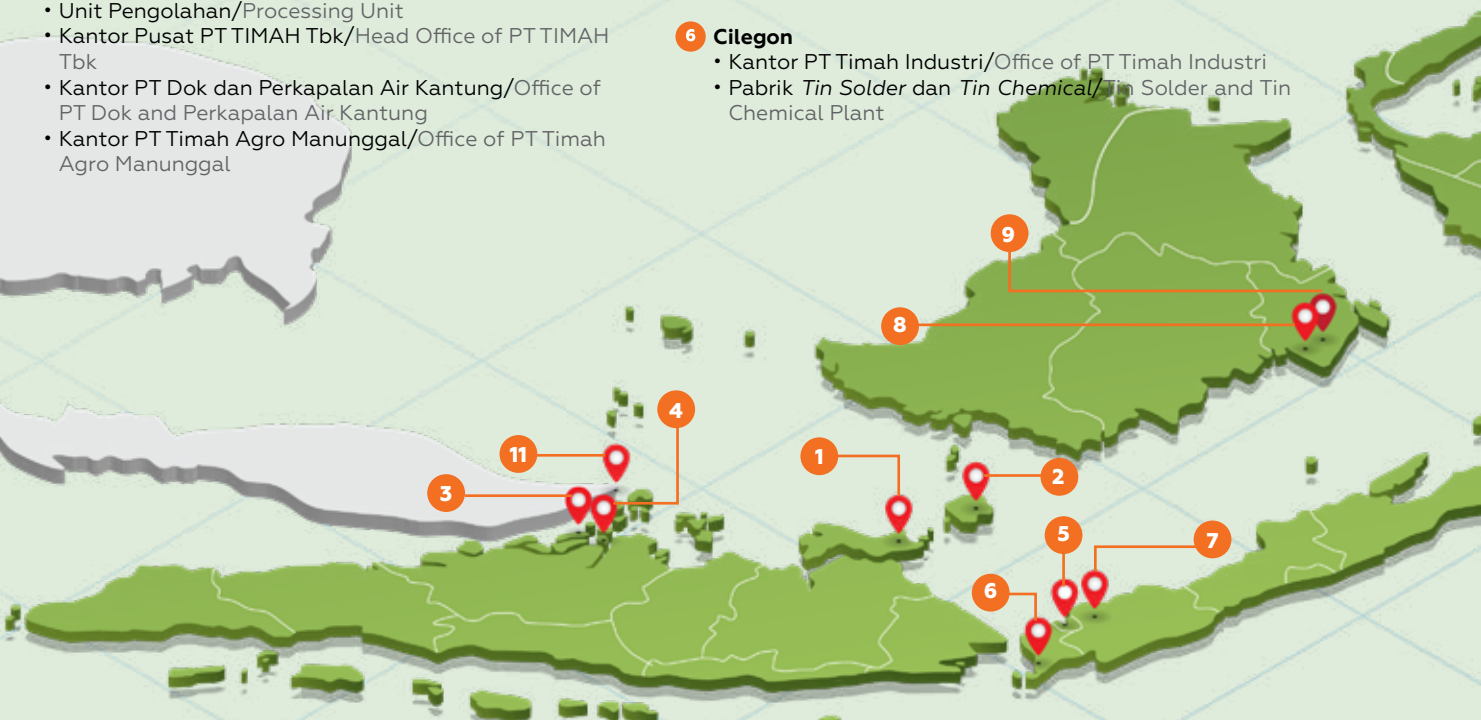 • Unit Pengolahan/Processing Unit
• Kantor Pusat PT TIMAH Tbk/Head Office of PT TIMAH
Tbk
• Kantor PT Dok dan Perkapalan Air Kantung/Office of
PT Dok and Perkapalan Air Kantung
• Kantor PT Timah Agro Manunggal/Office of PT Timah
Agro Manunggal
6 Cilegon
• Kantor PT Timah Industri/Office of PT Timah Industri
• Pabrik Tin Solder dan Tin Chemical/Tin Solder and Tin
Chemical Plant
9
8
4
11
1
3
2
5
7
6